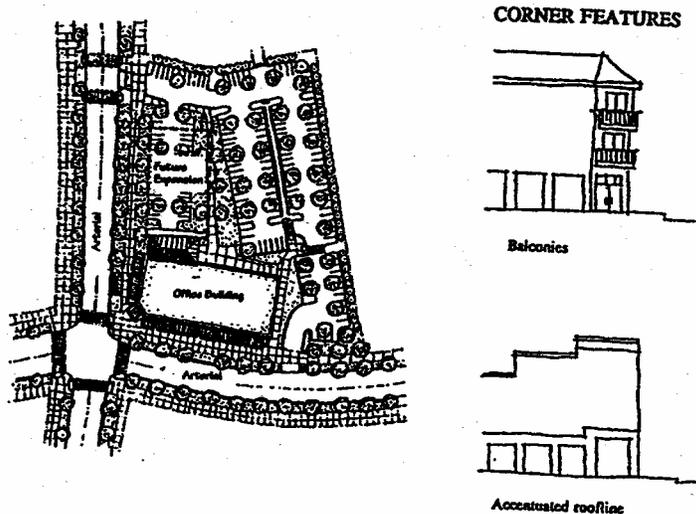 CORNER FEATURES
Arterial
Future
Expansion
Office Building
Arterial
Balconies
Accentuated roofline